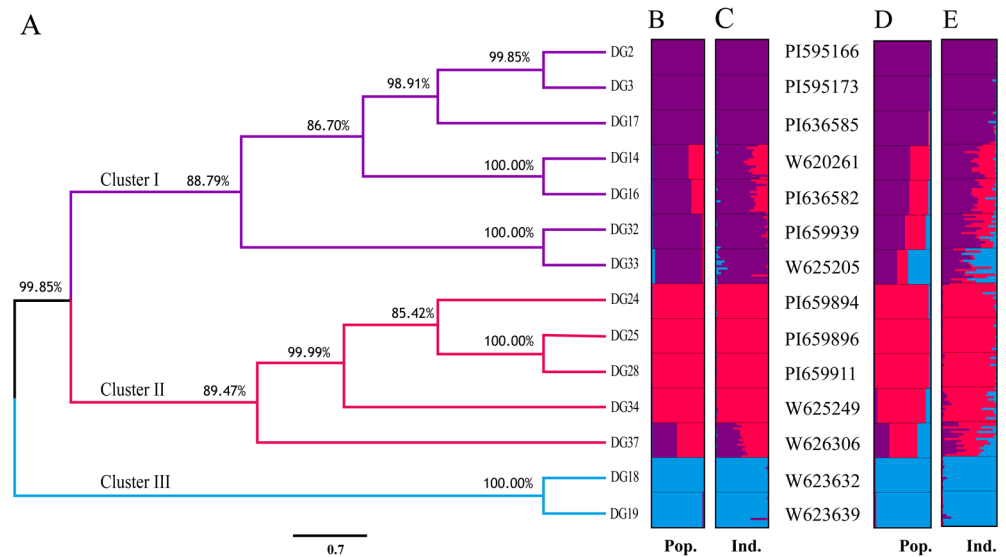 A
B
C
D
E
99.85%
DG2
PI595166
98.91%
DG3
PI595173
86.70%
DG17
PI636585
DG14
W620261
Cluster I
88.79%
100.00%
DG16
PI636582
100.00%
DG32
PI659939
DG33
W625205
99.85%
DG24
PI659894
85.42%
100.00%
DG25
PI659896
99.99%
DG28
PI659911
Cluster II
89.47%
DG34
W625249
DG37
W626306
Cluster III
100.00%
DG18
W623632
DG19
W623639
0.7
Pop.
Ind.
Pop.
Ind.